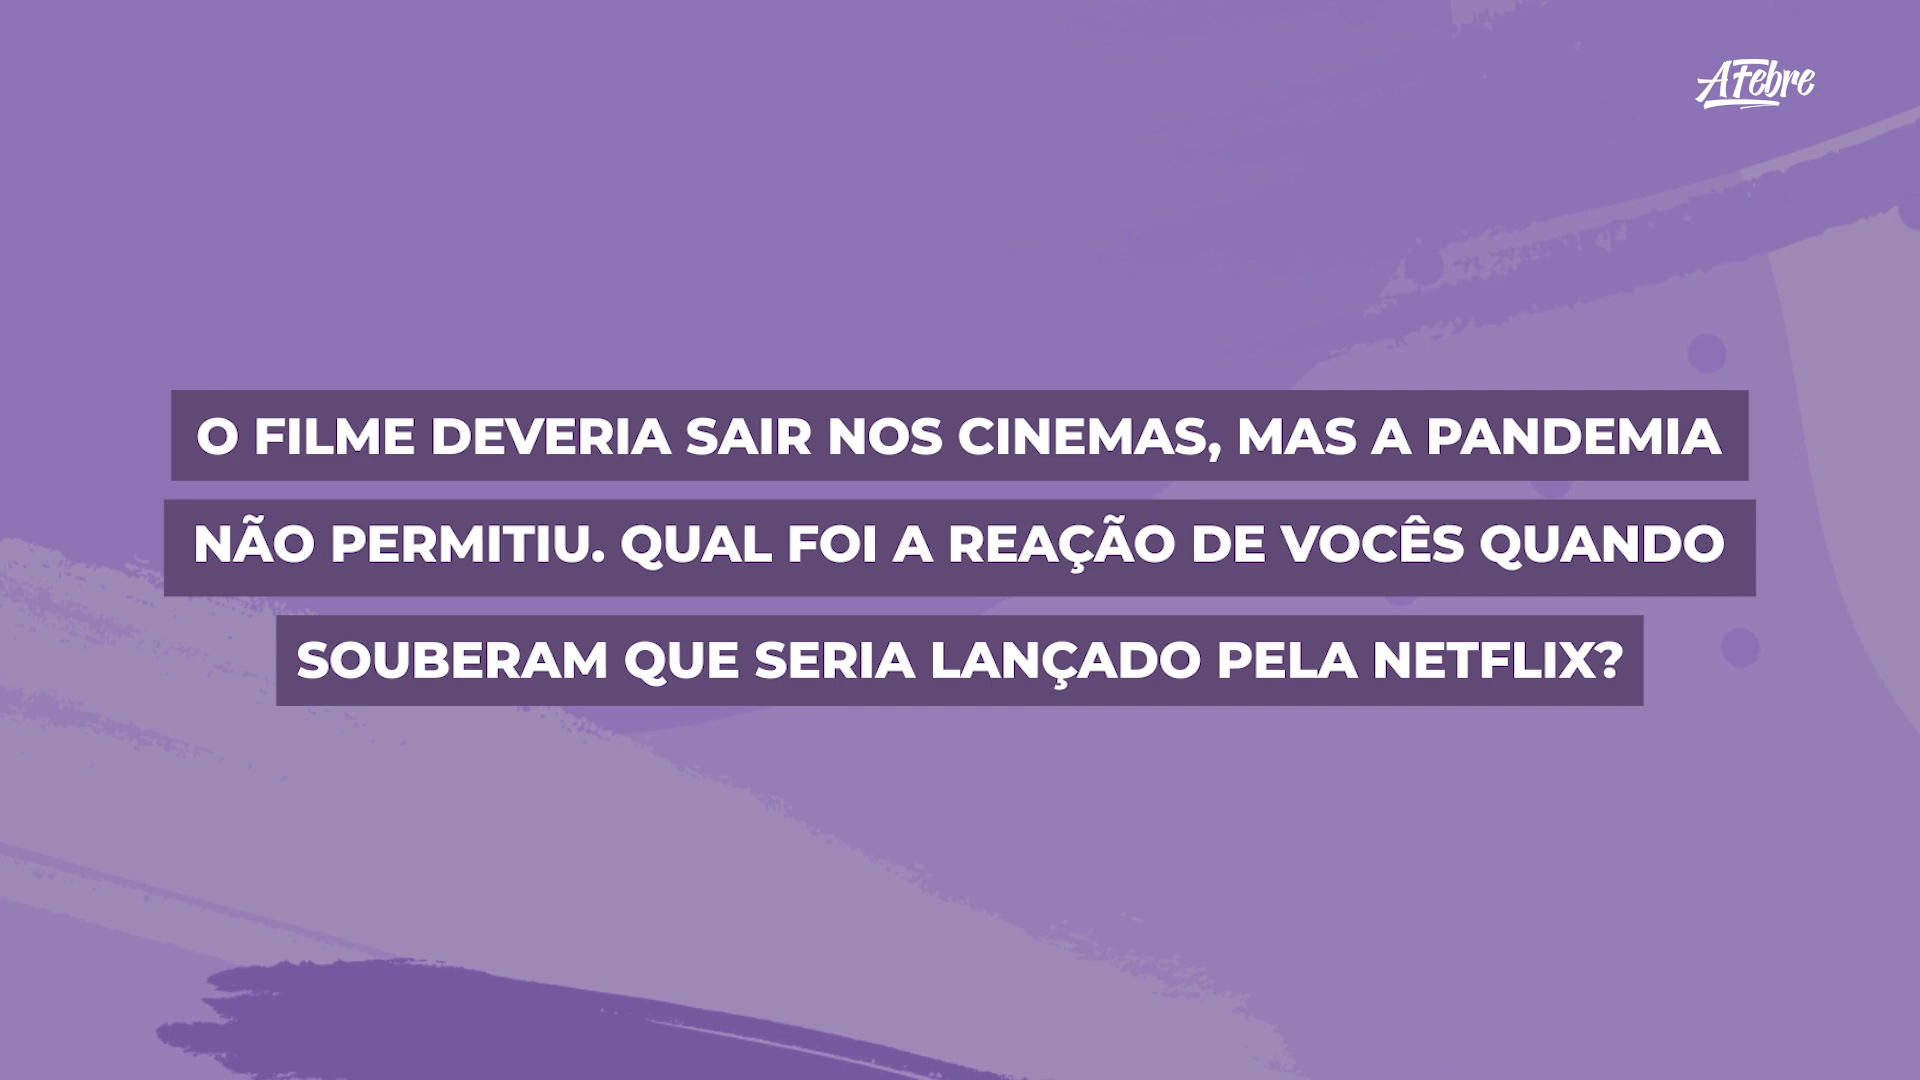 AFebre
O FILME DEVERIA SAIR NOS CINEMAS, MAS A PANDEMIA
NÃO PERMITIU. QUAL FOI A REAÇÃO DE VOCÊS QUANDO
SOUBERAM QUE SERIA LANÇADO PELA NETFLIX?